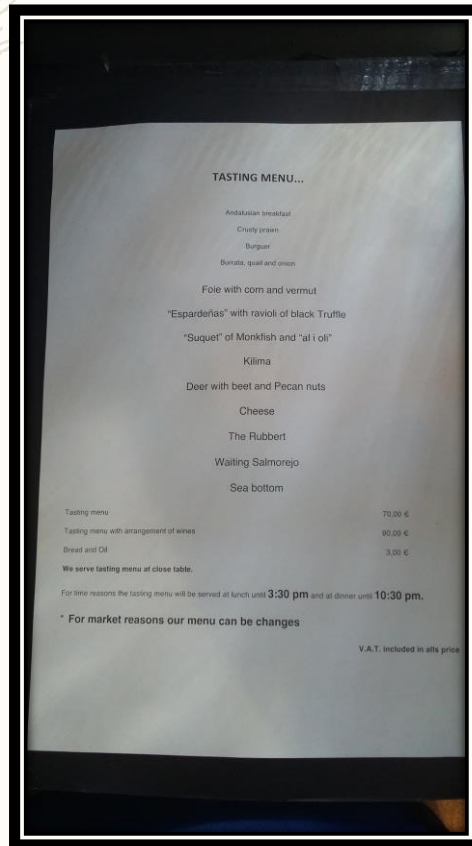 TASTING MENU...
Andalusian breakfast
Crusty prawn
Burguer
Burrata, quail and onion
Foie with corn and vermut
"Espardeñas" with ravioli of black Truffle
"Suquet" of Monkfish and "al i oli"
Kilima
Deer with beet and Pecan nuts
Cheese
The Rubbert
Waiting Salmorejo
Sea bottom
Tasting menu 70,00 €
Tasting menu with arrangement of wines 90,00 €
Bread and Oil 3,00 €
We serve tasting menu at close table.
For time reasons the tasting menu will be served at lunch until 3:30 pm and at dinner until 10:30 pm.
* For market reasons our menu can be changes
V.A.T. included in alls price